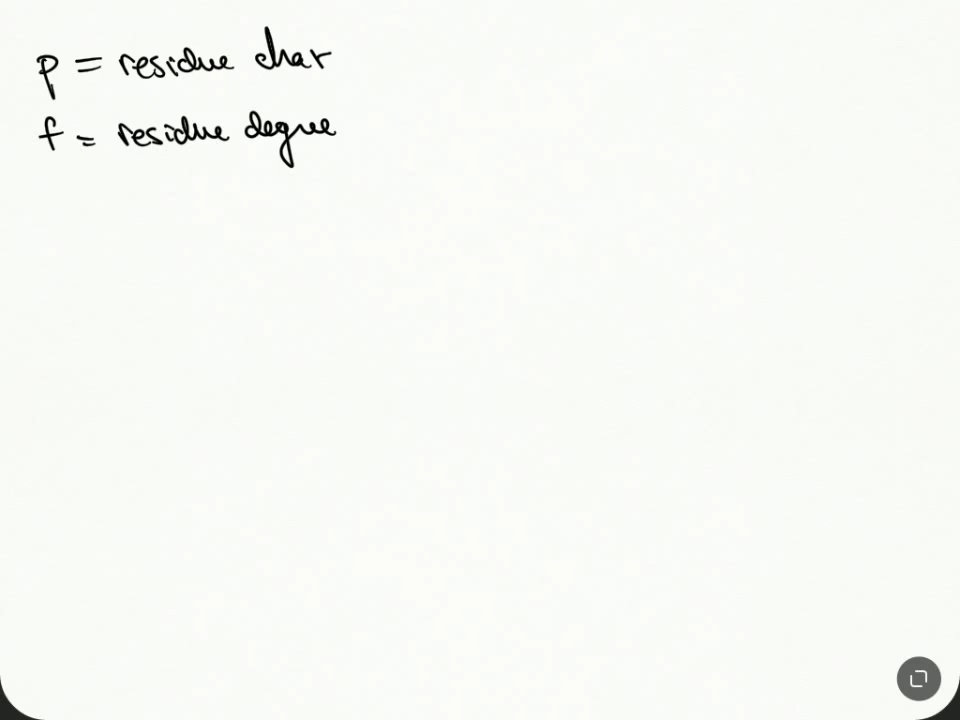 p = residue char
f = residue degree